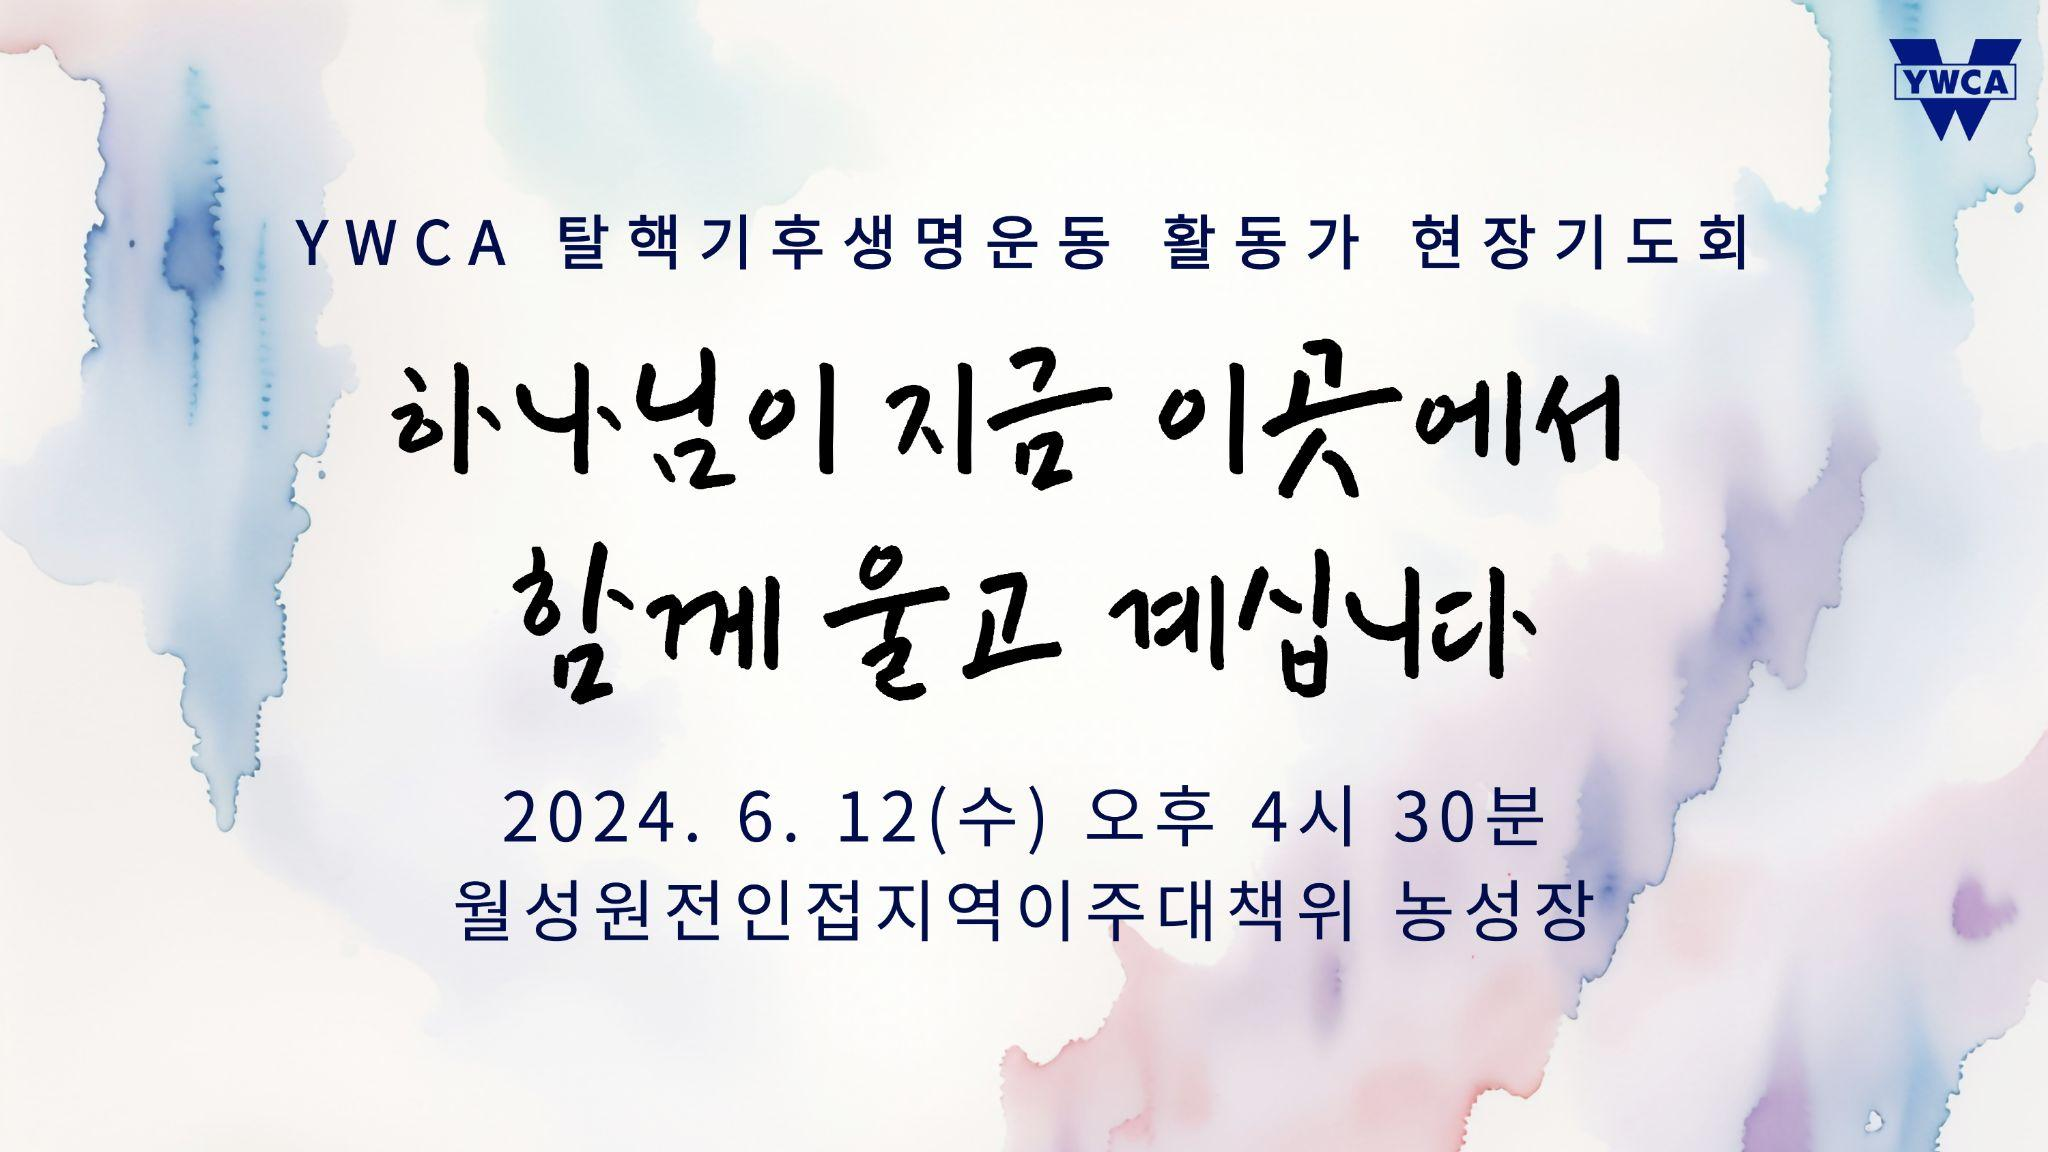 YWCA
YWCA 탈핵기후생명운동 활동가 현장기도회
하나님이 지금 이곳에서
함께 울고 계십니다
2024. 6. 12(수) 오후 4시 30분
월성원전인접지역이주대책위 농성장